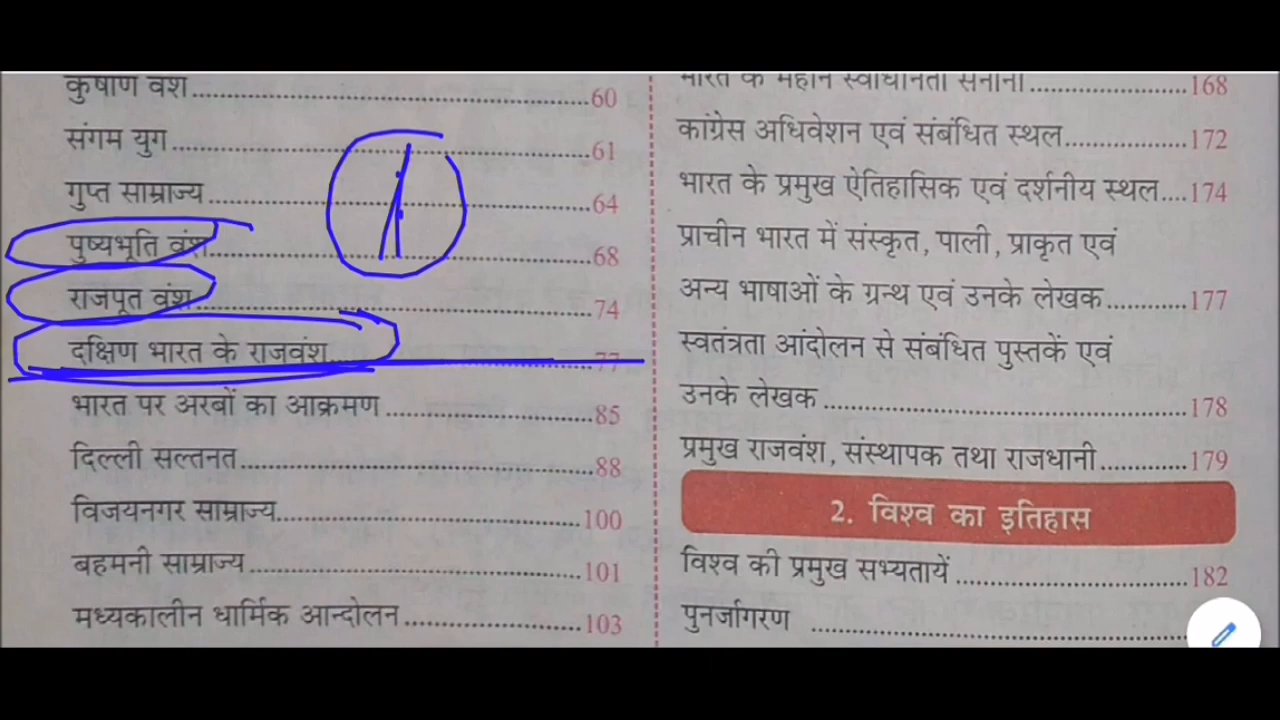 कुषाण वंश....................60
संगम युग....................61
गुप्त साम्राज्य....................64
पुष्यभूति वंश....................68
राजपूत वंश....................74
दक्षिण भारत के राजवंश....................77
भारत पर अरबों का आक्रमण....................85
दिल्ली सल्तनत....................88
विजयनगर साम्राज्य....................100
बहमनी साम्राज्य....................101
मध्यकालीन धार्मिक आन्दोलन....................103
भारत के महान स्वाधीनता सेनानी....................168
कांग्रेस अधिवेशन एवं संबंधित स्थल....................172
भारत के प्रमुख ऐतिहासिक एवं दर्शनीय स्थल....174
प्राचीन भारत में संस्कृत, पाली, प्राकृत एवं
अन्य भाषाओं के ग्रन्थ एवं उनके लेखक............177
स्वतंत्रता आंदोलन से संबंधित पुस्तकें एवं
उनके लेखक....................178
प्रमुख राजवंश, संस्थापक तथा राजधानी............179
2. विश्व का इतिहास
विश्व की प्रमुख सभ्यतायें....................182
पुनर्जागरण ....................